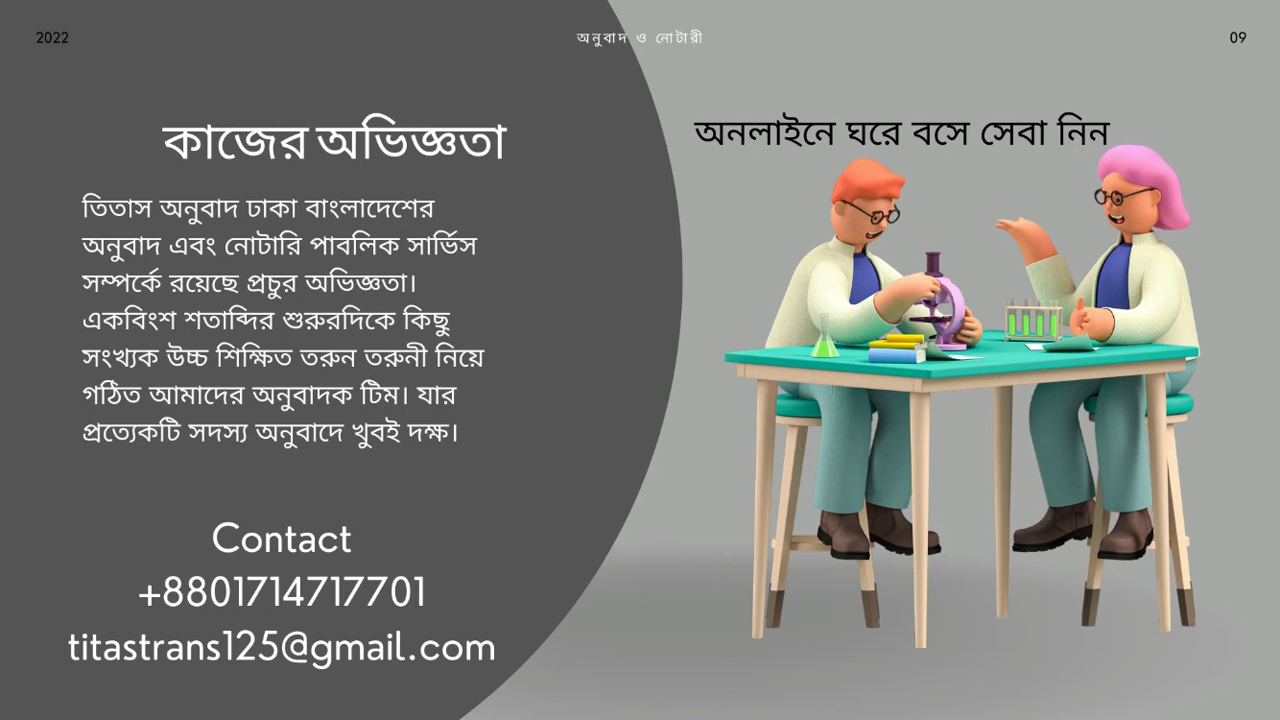 2022
অনুবাদ ও নোটারী
09
কাজের অভিজ্ঞতা
তিতাস অনুবাদ ঢাকা বাংলাদেশের
অনুবাদ এবং নোটারি পাবলিক সার্ভিস
সম্পর্কে রয়েছে প্রচুর অভিজ্ঞতা।
একবিংশ শতাব্দির শুরুরদিকে কিছু
সংখ্যক উচ্চ শিক্ষিত তরুন তরুনী নিয়ে
গঠিত আমাদের অনুবাদক টিম। যার
প্রত্যেকটি সদস্য অনুবাদে খুবই দক্ষ।
Contact
+8801714717701
titastrans125@gmail.com
অনলাইনে ঘরে বসে সেবা নিন